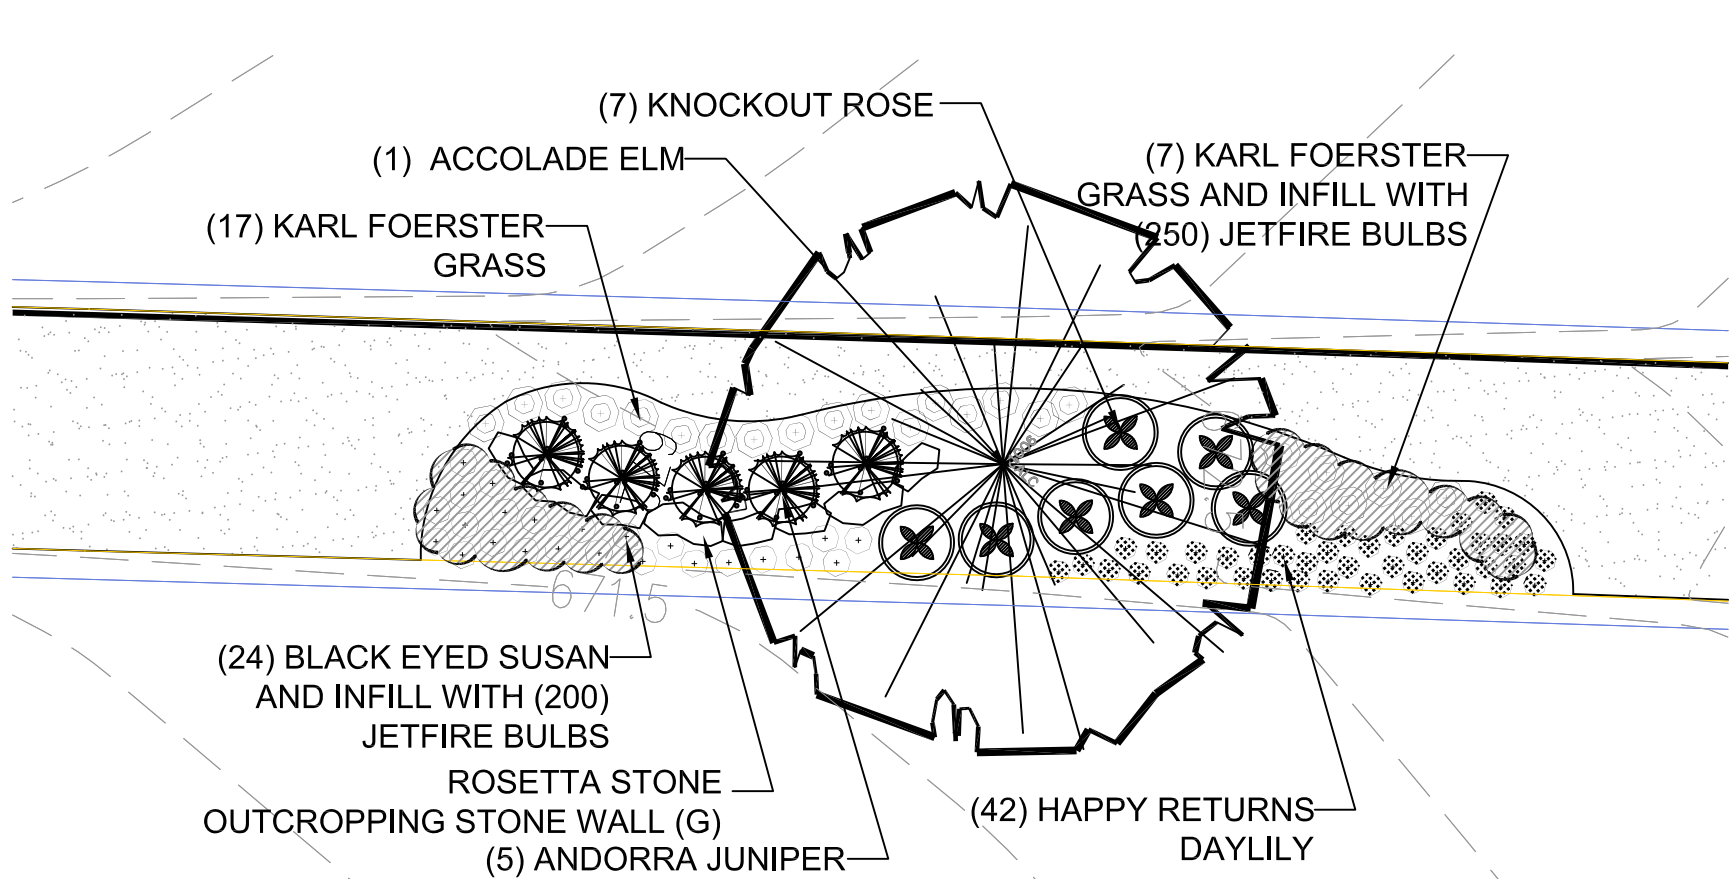 (7) KNOCKOUT ROSE
(1) ACCOLADE ELM
(7) KARL FOERSTER
GRASS AND INFILL WITH
(250) JETFIRE BULBS
(17) KARL FOERSTER
GRASS
671.5
(24) BLACK EYED SUSAN
AND INFILL WITH (200)
JETFIRE BULBS
ROSETTA STONE
OUTCROPPING STONE WALL (G)
(5) ANDORRA JUNIPER
(42) HAPPY RETURNS
DAYLILY